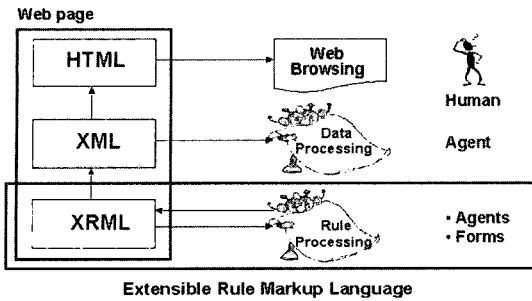 Web page
HTML
Web
Browsing
Human
XML
Data
Processing
Agent
XRML
Rule
Processing
• Agents
• Forms
Extensible Rule Markup Language